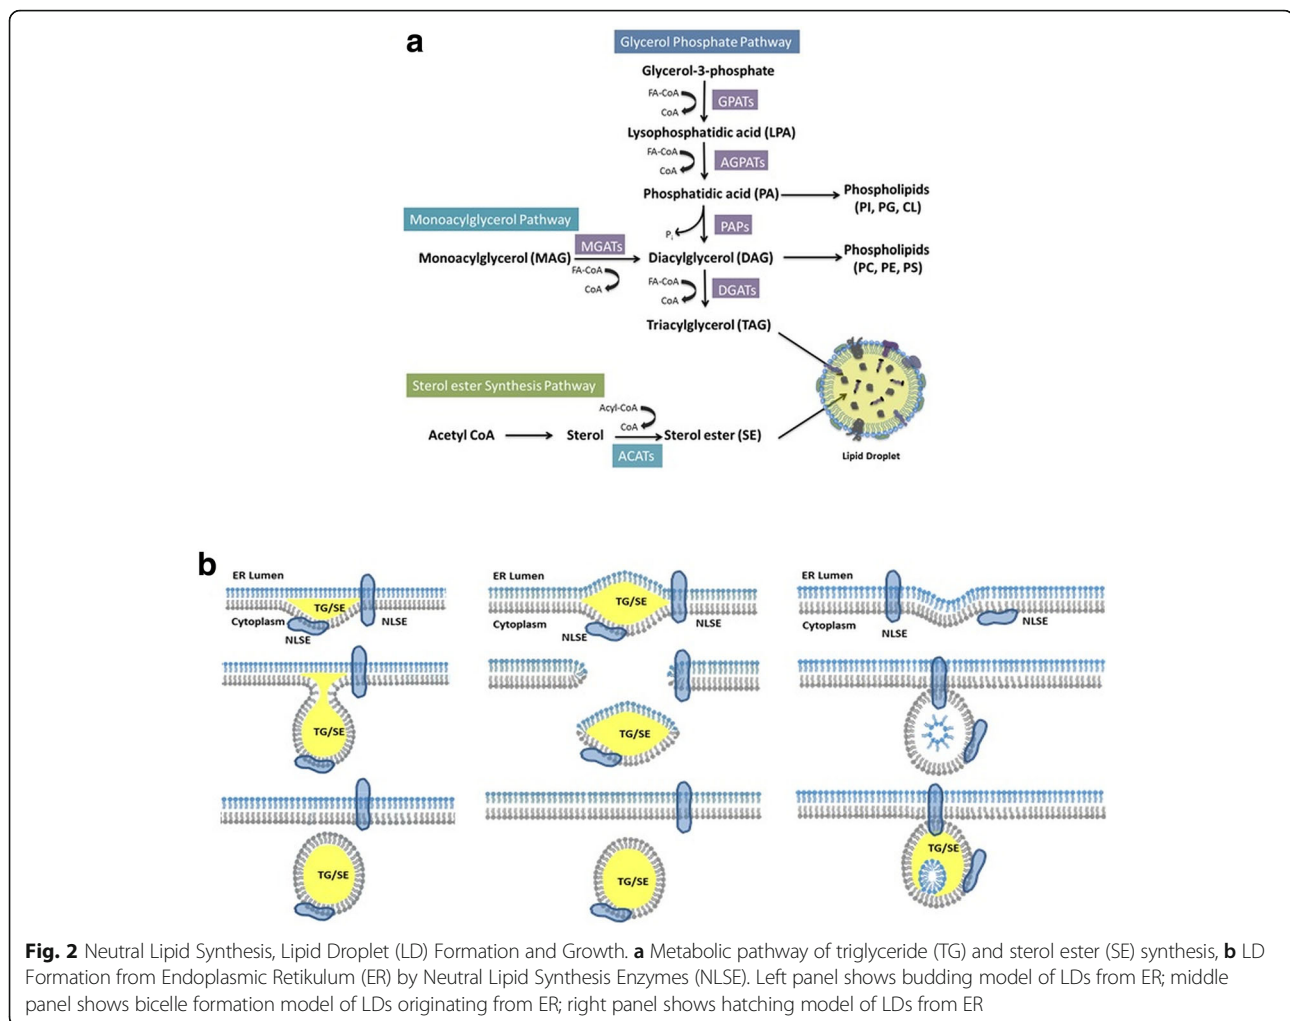 a
Glycerol Phosphate Pathway
Glycerol-3-phosphate
FA-CoA
GPATs
CoA
Lysophosphatidic acid (LPA)
FA-CoA
AGPATs
CoA
Phosphatidic acid (PA)
Phospholipids
(PI, PG, CL)
Monoacylglycerol Pathway
Pi
PAPs
MGATs
Monoacylglycerol (MAG)
Diacylglycerol (DAG)
Phospholipids
(PC, PE, PS)
FA-CoA
CoA
FA-CoA
DGATs
CoA
Triacylglycerol (TAG)
Sterol ester Synthesis Pathway
Acyl-CoA
CoA
Acetyl CoA
Sterol
Sterol ester (SE)
ACATs
Lipid Droplet
b
ER Lumen
TG/SE
Cytoplasm
NLSE
NLSE
TG/SE
TG/SE
ER Lumen
TG/SE
Cytoplasm
NLSE
NLSE
TG/SE
TG/SE
ER Lumen
Cytoplasm
NLSE
NLSE
TG/SE
Fig. 2 Neutral Lipid Synthesis, Lipid Droplet (LD) Formation and Growth. a Metabolic pathway of triglyceride (TG) and sterol ester (SE) synthesis, b LD
Formation from Endoplasmic Retikulum (ER) by Neutral Lipid Synthesis Enzymes (NLSE). Left panel shows budding model of LDs from ER; middle
panel shows bicelle formation model of LDs originating from ER; right panel shows hatching model of LDs from ER